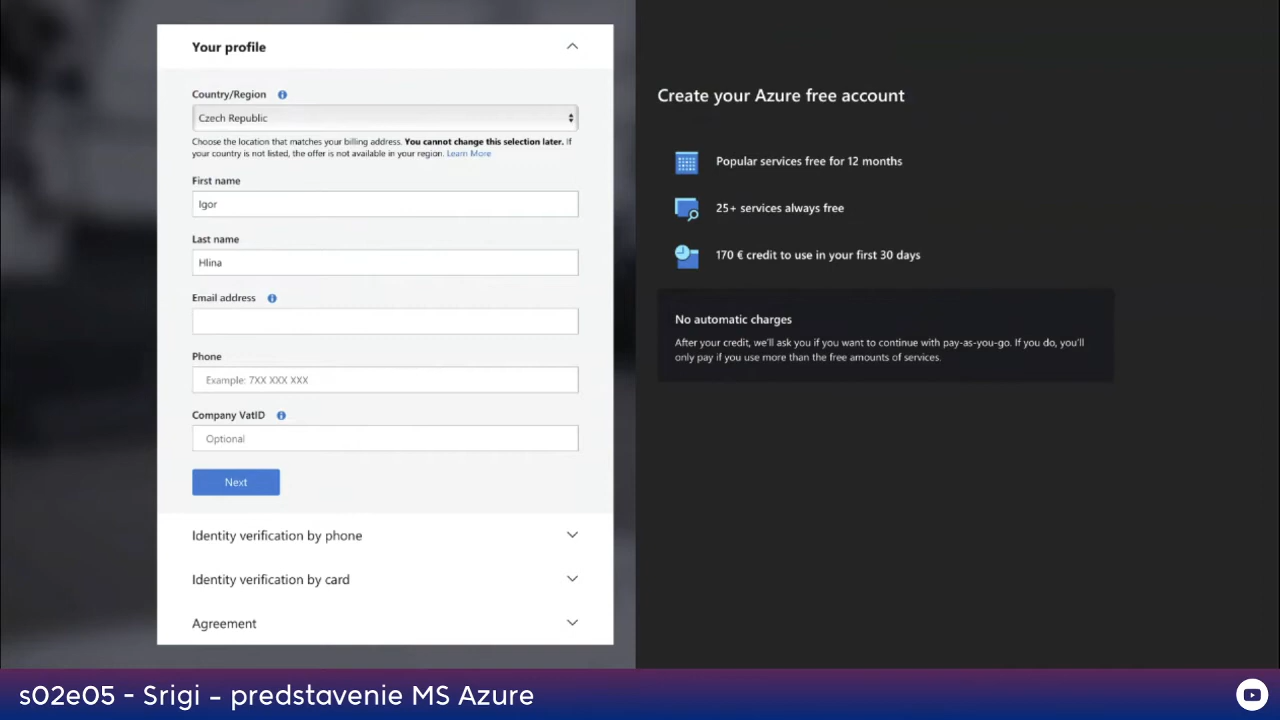 Your profile
Country/Region
Czech Republic
Choose the location that matches your billing address. You cannot change this selection later. If
your country is not listed, the offer is not available in your region. Learn More
First name
Igor
Last name
Hlina
Email address
Phone
Example: 7XX XXX XXX
Company VatID
Optional
Next
Identity verification by phone
Identity verification by card
Agreement
Create your Azure free account
Popular services free for 12 months
25+ services always free
170 € credit to use in your first 30 days
No automatic charges
After your credit, we'll ask you if you want to continue with pay-as-you-go. If you do, you'll
only pay if you use more than the free amounts of services.
s02e05 - Srigi - predstavenie MS Azure